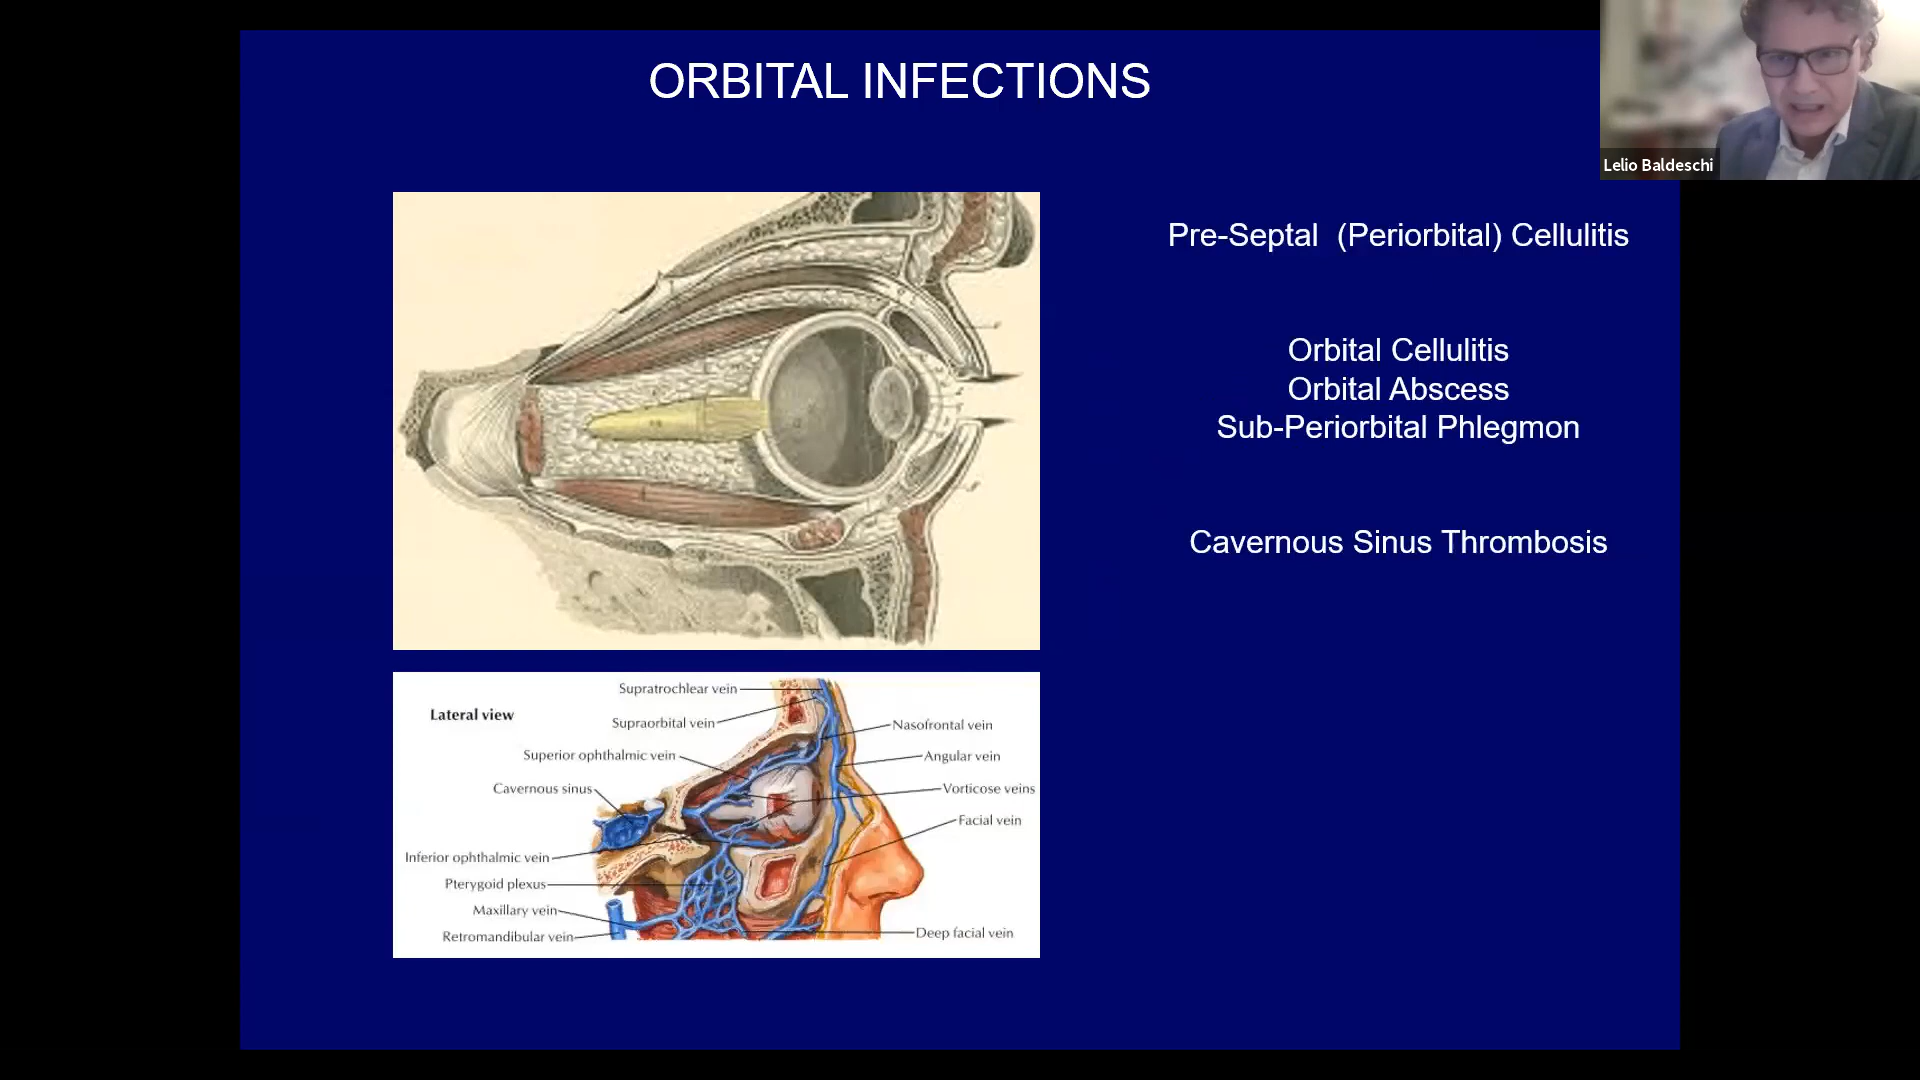 ORBITAL INFECTIONS
Lelio Baldeschi
Pre-Septal (Periorbital) Cellulitis
Orbital Cellulitis
Orbital Abscess
Sub-Periorbital Phlegmon
Cavernous Sinus Thrombosis
Lateral view
Supratrochlear vein
Supraorbital vein
Superior ophthalmic vein
Cavernous sinus
Inferior ophthalmic vein
Pterygoid plexus
Maxillary vein
Retromandibular vein
Nasofrontal vein
Angular vein
Vorticose veins
Facial vein
Deep facial vein